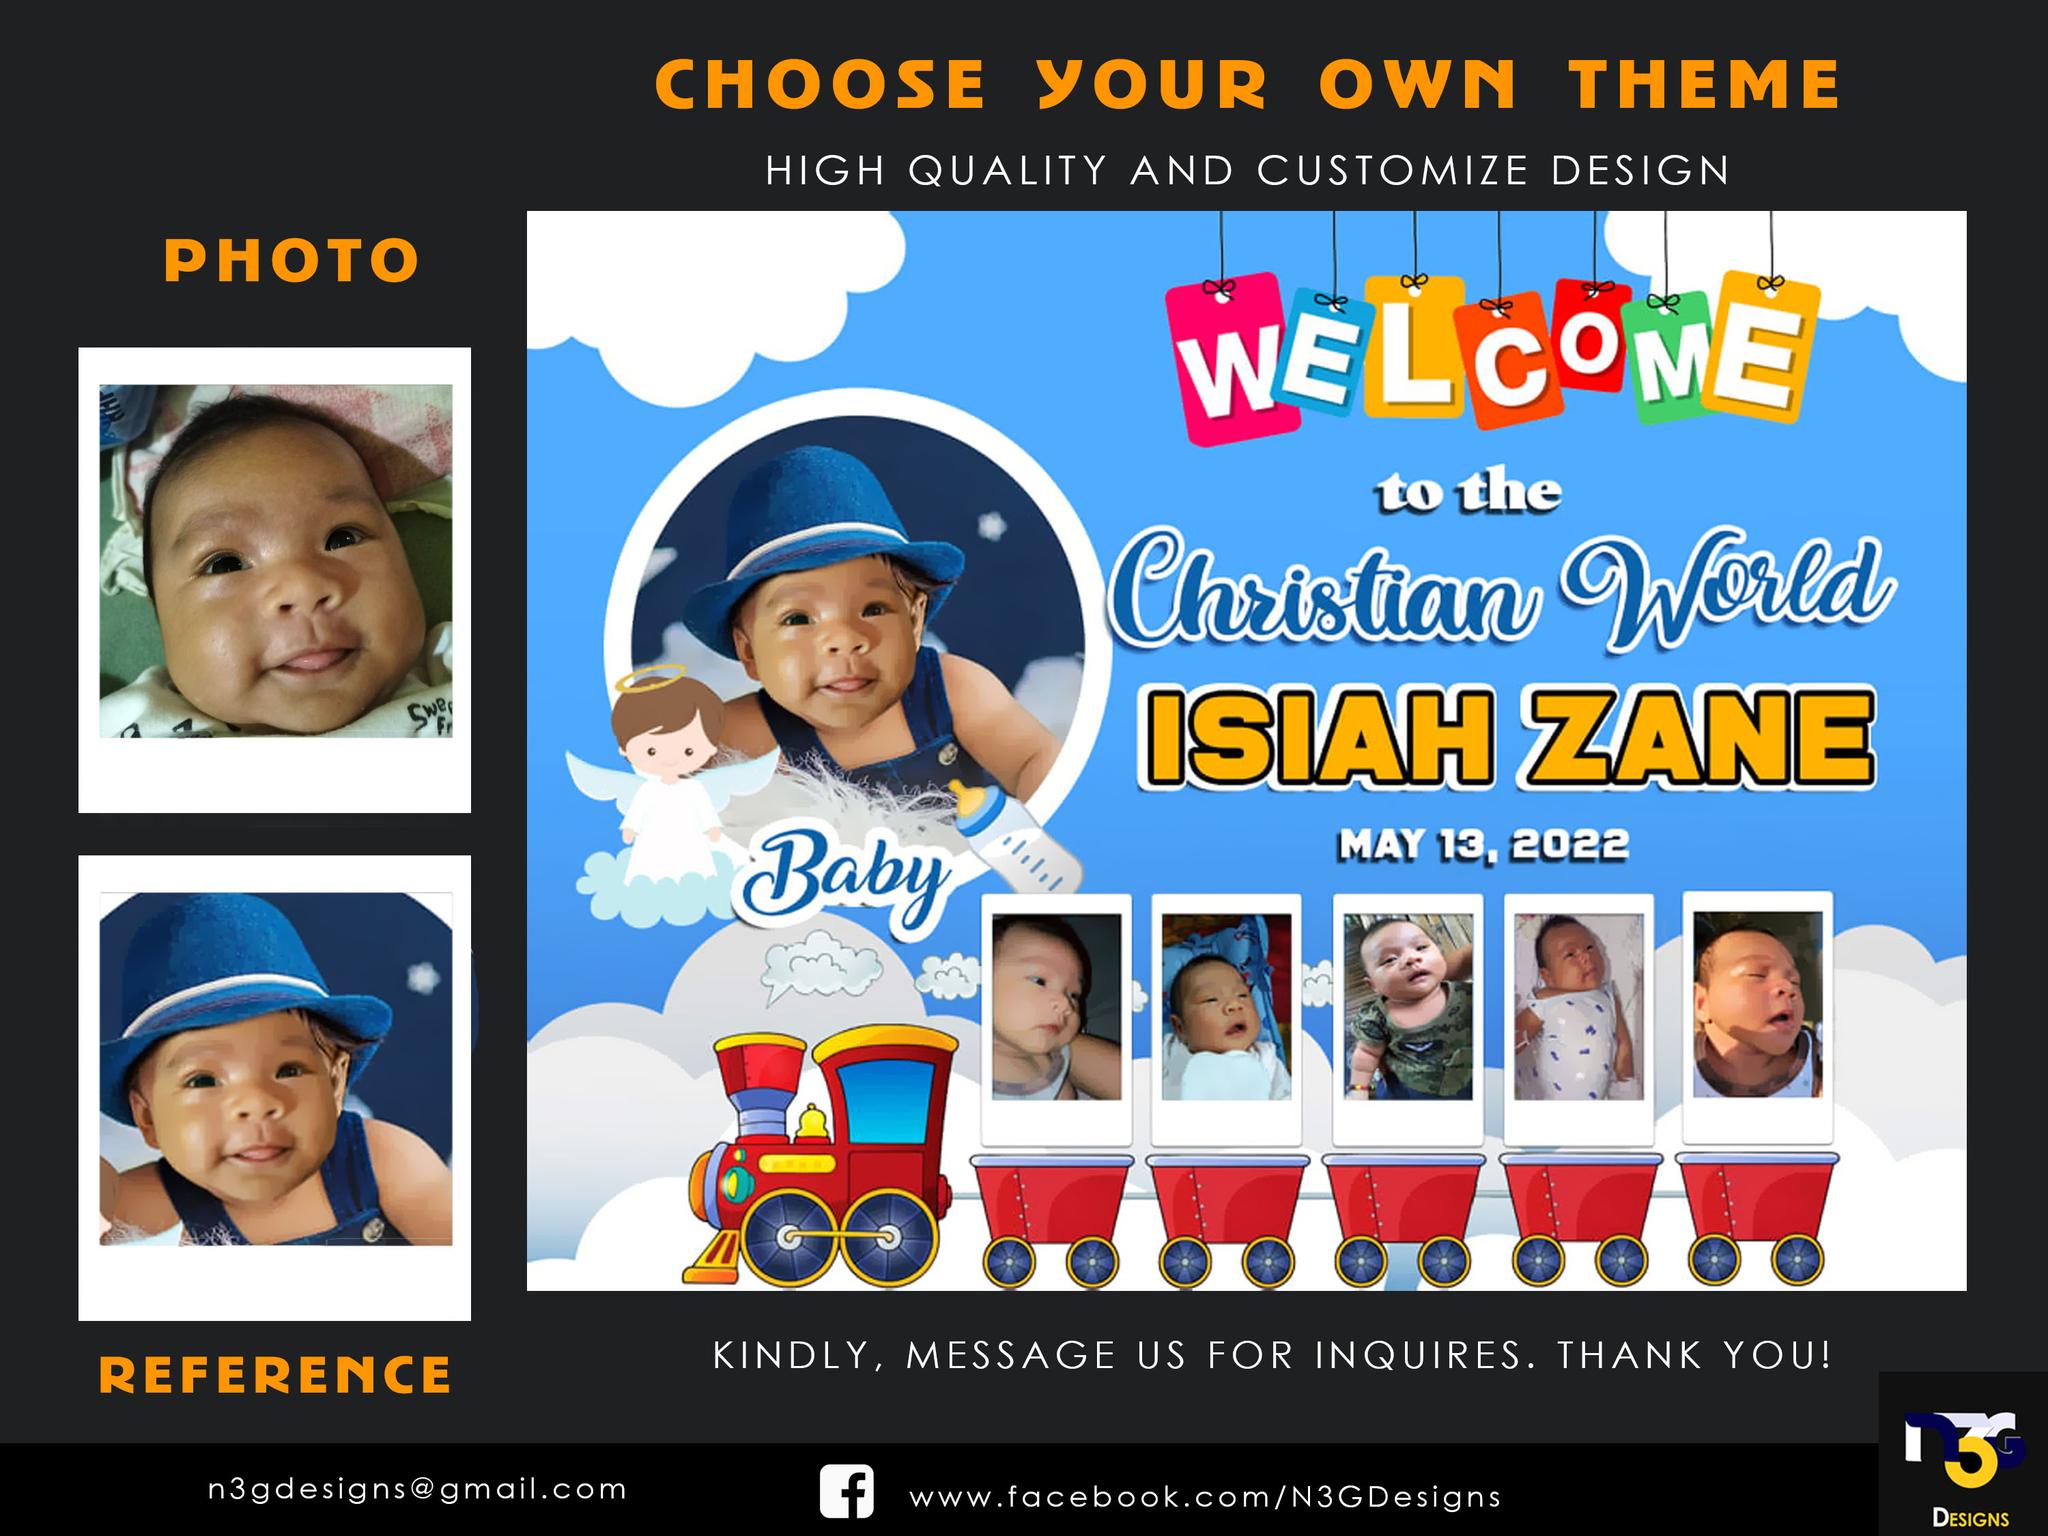 CHOOSE YOUR OWN THEME
HIGH QUALITY AND CUSTOMIZE DESIGN
PHOTO
REFERENCE
WELCOME
to the
Christian World
ISIAH ZANE
MAY 13, 2022
Baby
KINDLY, MESSAGE US FOR INQUIRES. THANK YOU!
n3gdesigns@gmail.com
www.facebook.com/N3GDesigns
N3G
DESIGNS